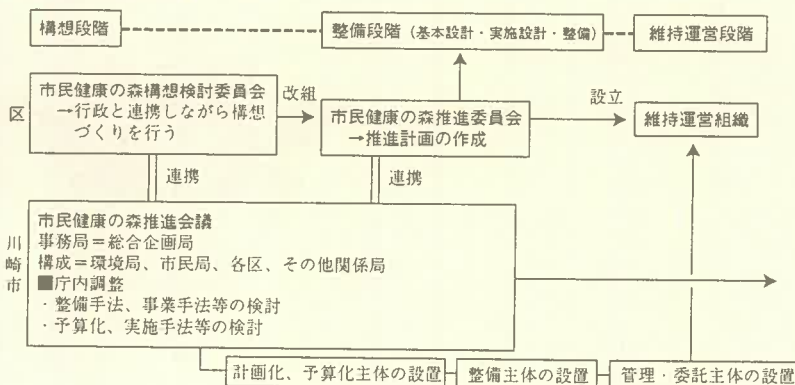 構想段階
整備段階（基本設計・実施設計・整備）
維持運営段階
区
市民健康の森構想検討委員会
→行政と連携しながら構想
づくりを行う
改組
市民健康の森推進委員会
→推進計画の作成
設立
維持運営組織
連携
連携
川崎市
市民健康の森推進会議
事務局＝総合企画局
構成＝環境局、市民局、各区、その他関係局
■庁内調整
・整備手法、事業手法等の検討
・予算化、実施手法等の検討
計画化、予算化主体の設置
整備主体の設置
管理・委託主体の設置